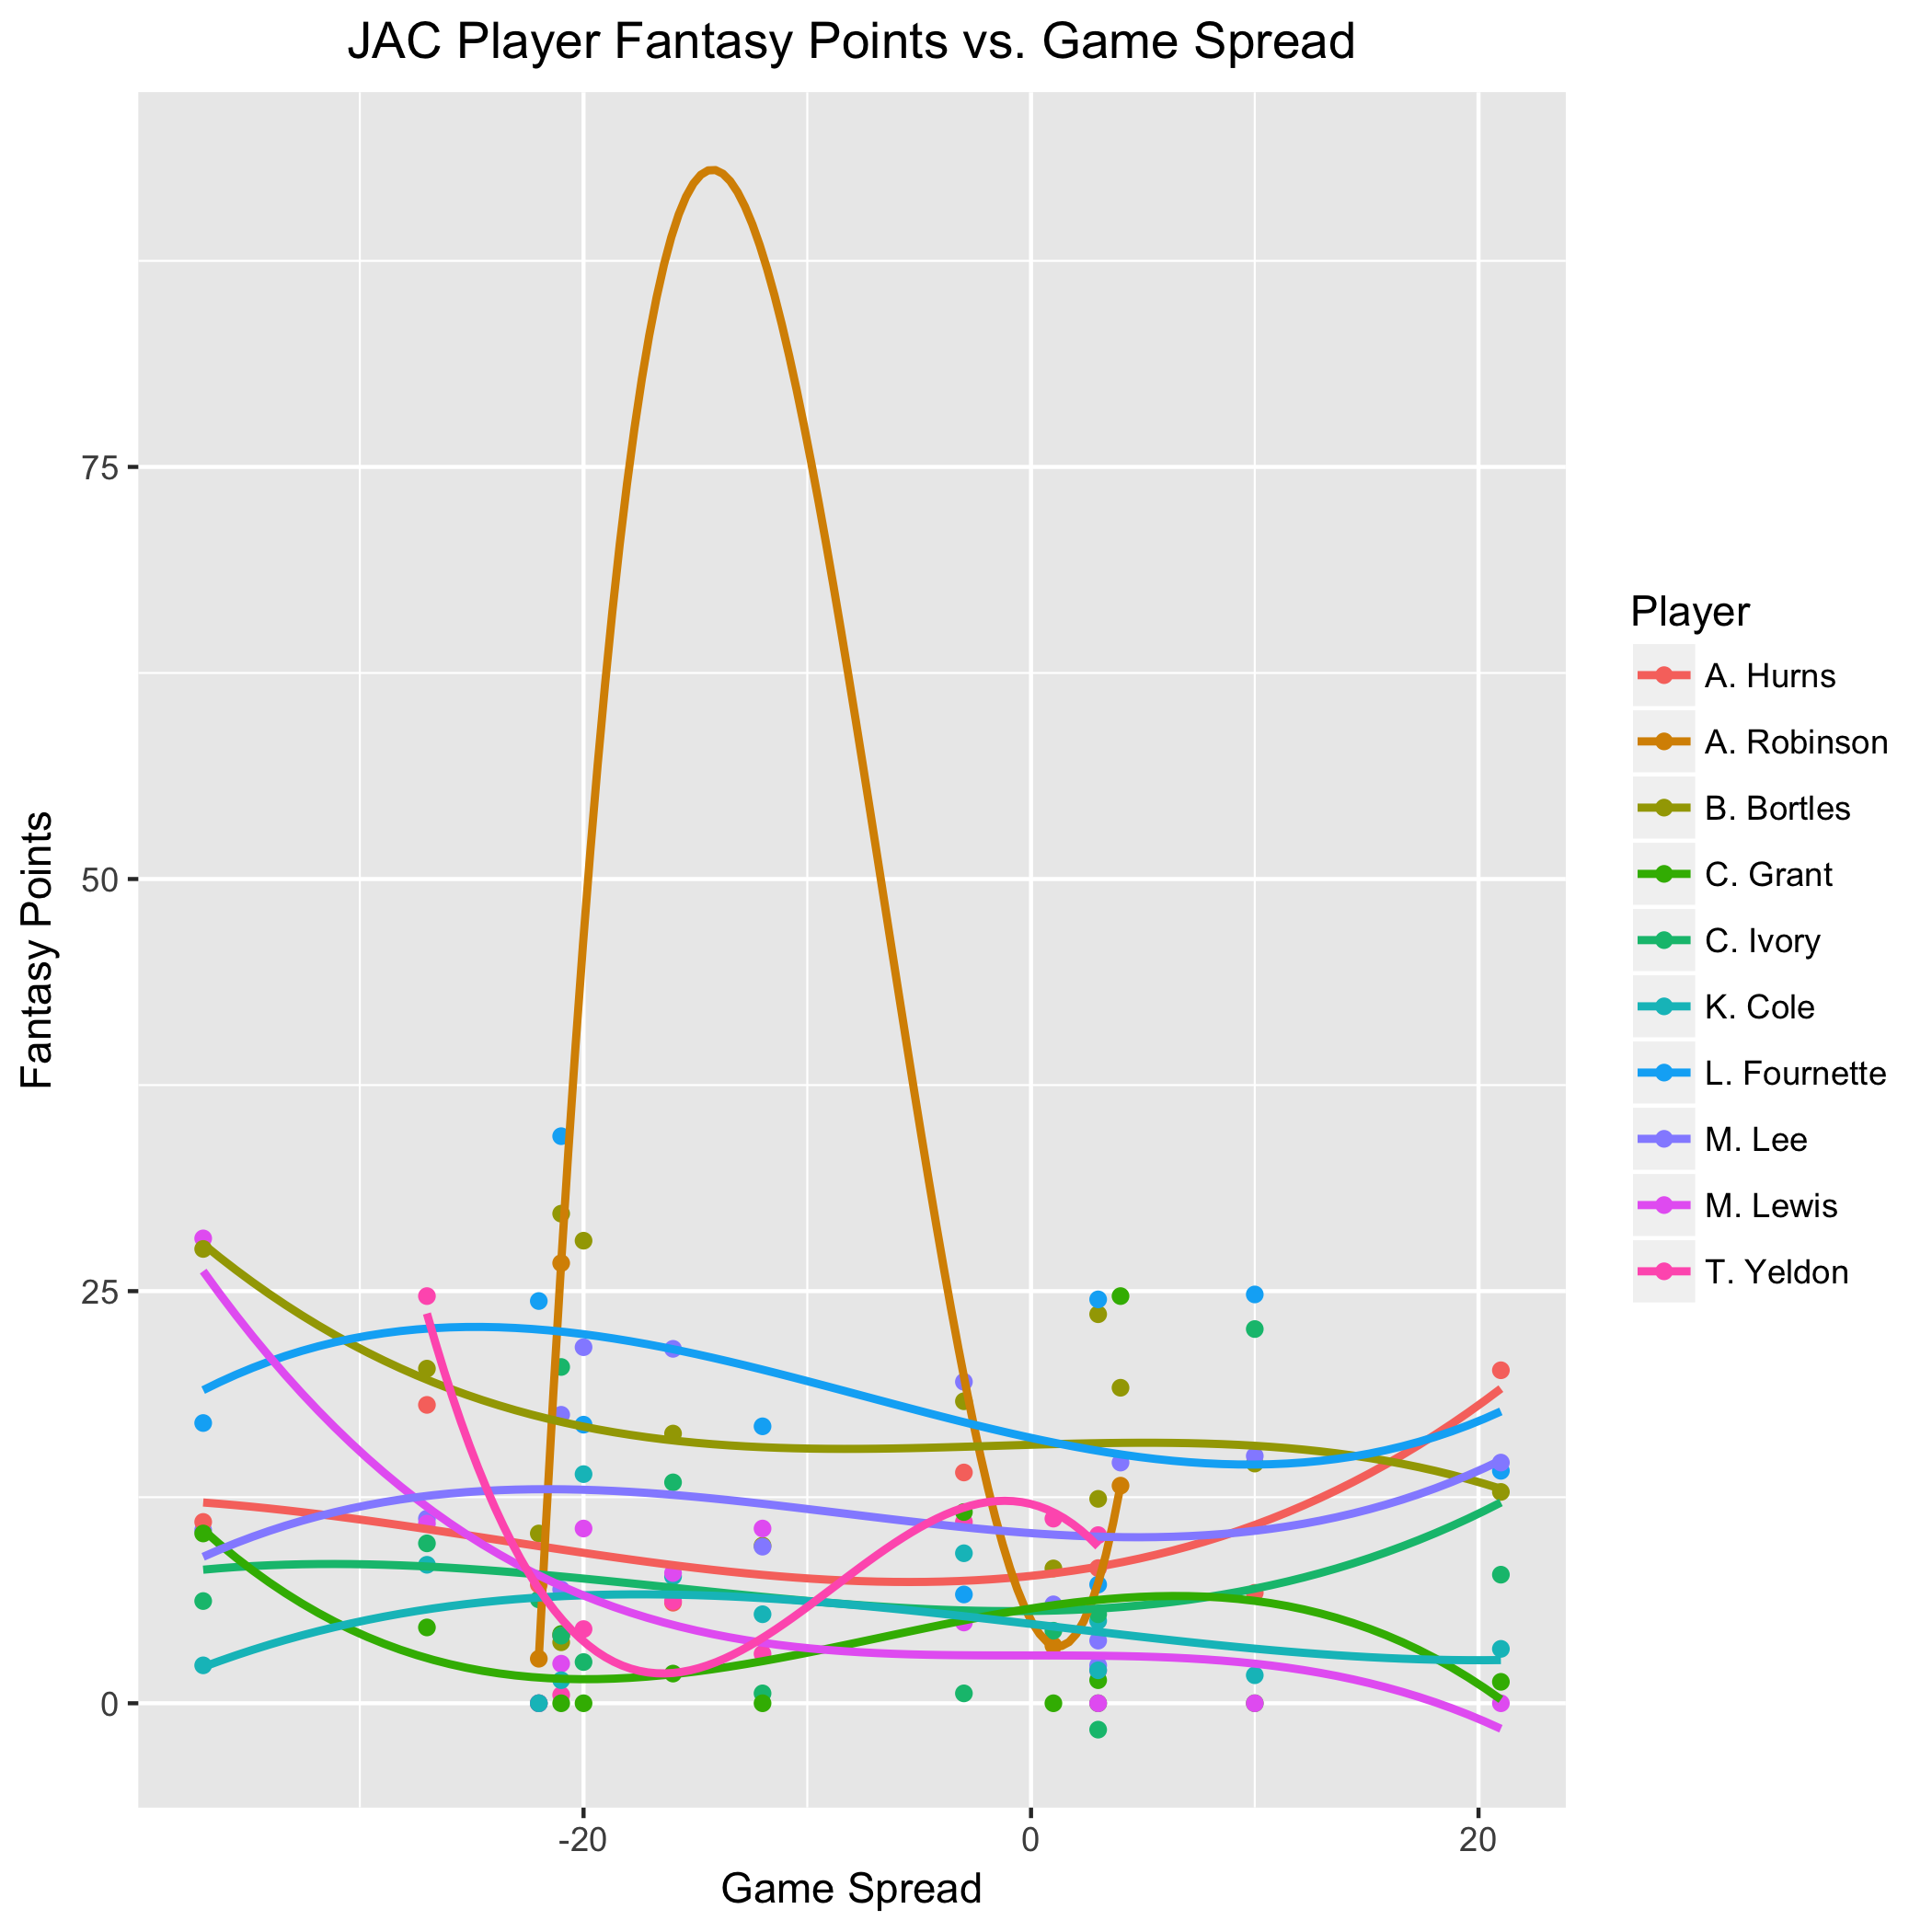 JAC Player Fantasy Points vs. Game Spread
Fantasy Points
75
50
25
0
-20
0
20
Game Spread
Player
A. Hurns
A. Robinson
B. Bortles
C. Grant
C. Ivory
K. Cole
L. Fournette
M. Lee
M. Lewis
T. Yeldon